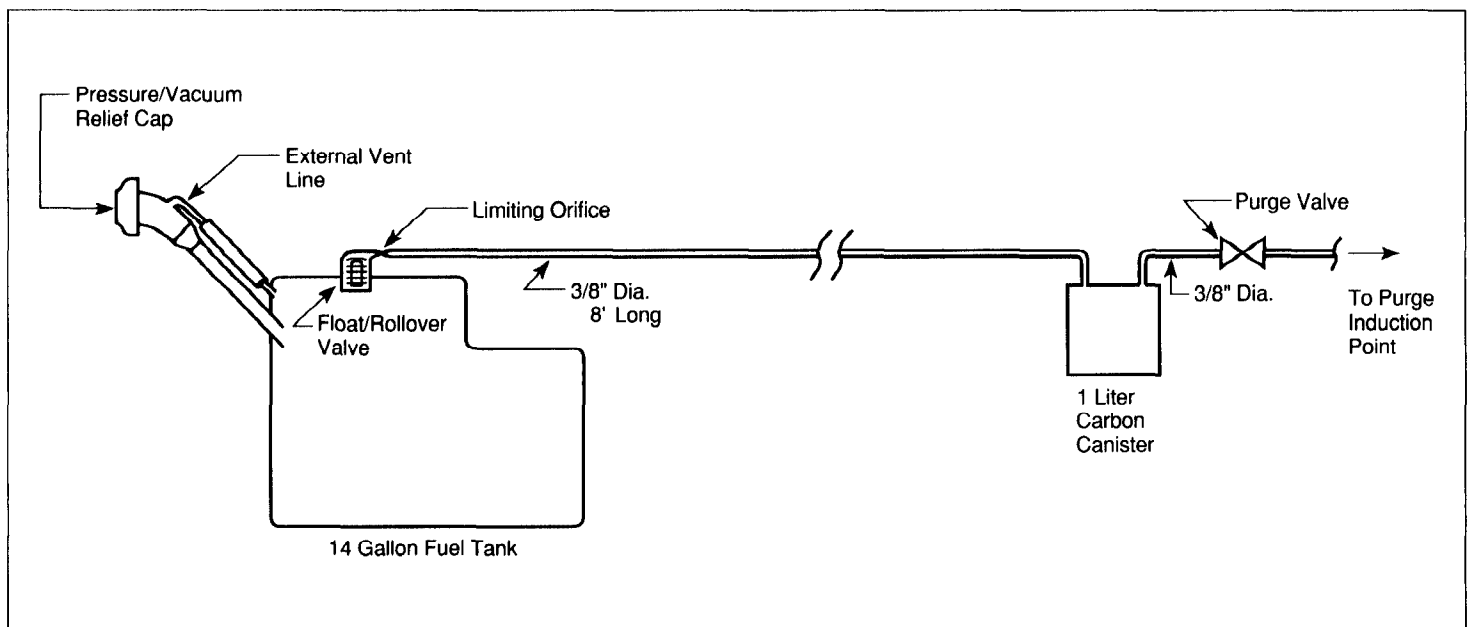 Pressure/Vacuum
Relief Cap
External Vent
Line
Limiting Orifice
Purge Valve
3/8" Dia.
8' Long
3/8" Dia.
To Purge
Induction
Point
Float/Rollover
Valve
1 Liter
Carbon
Canister
14 Gallon Fuel Tank